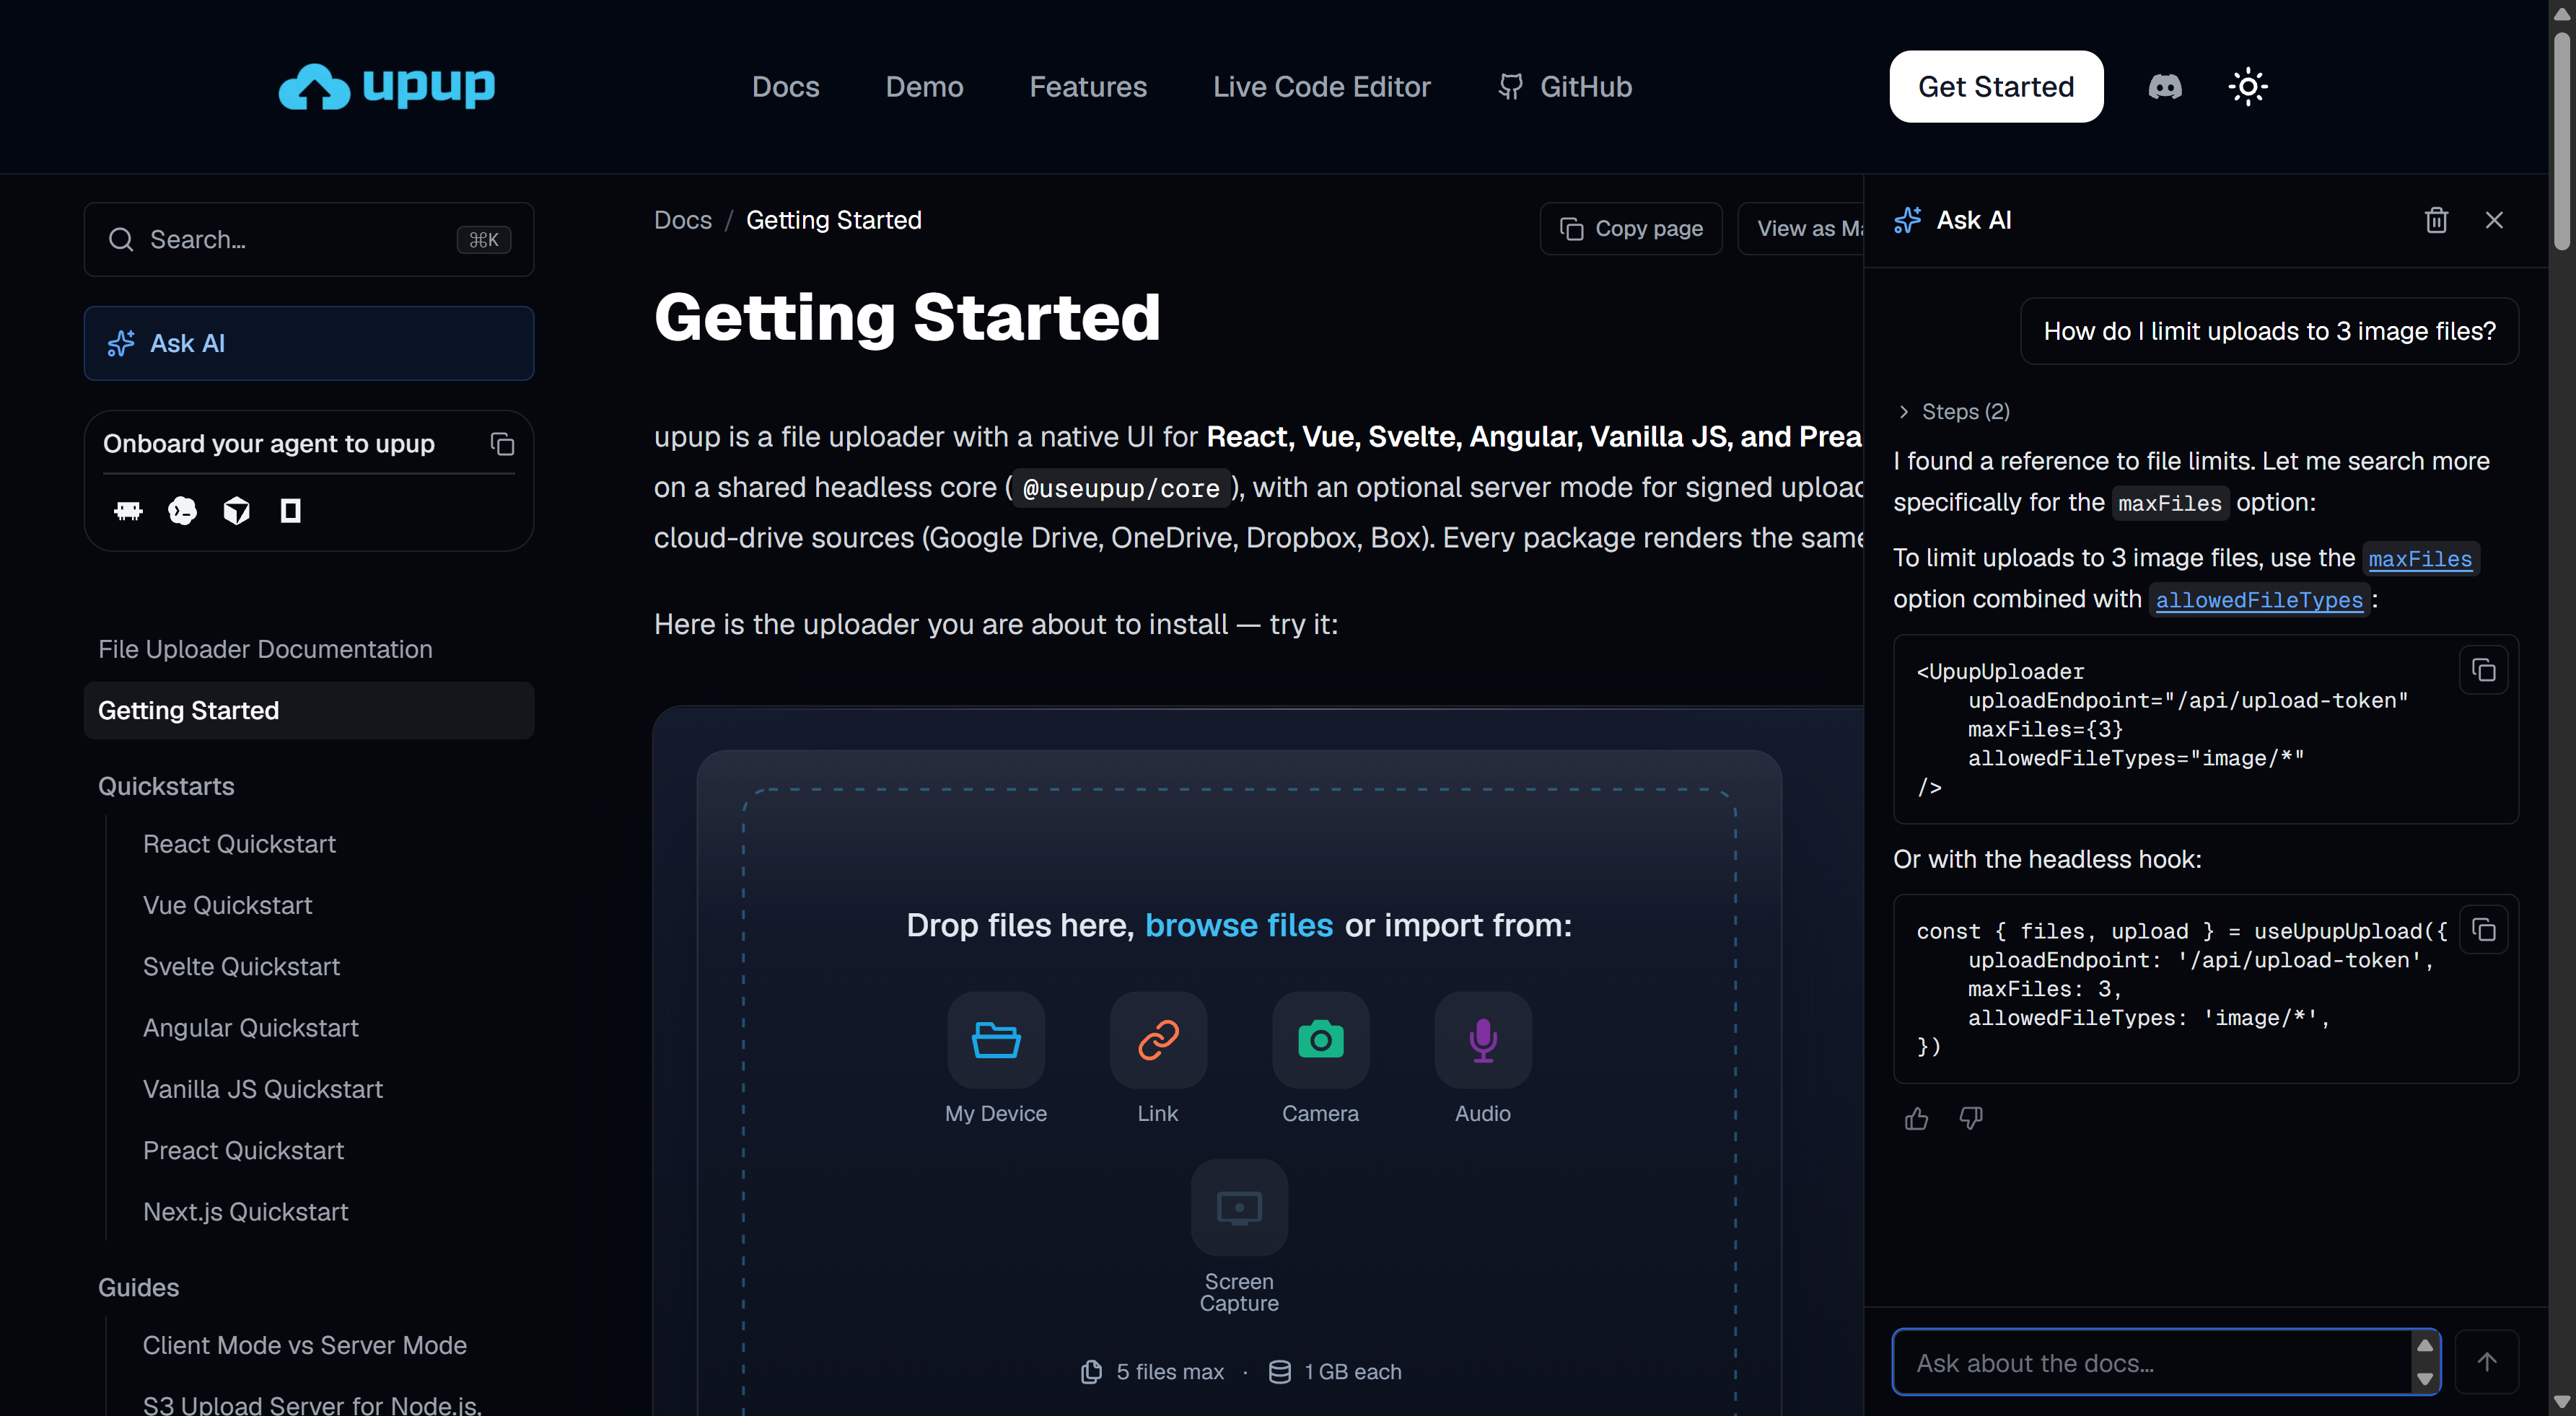 upup
Docs
Demo
Features
Live Code Editor
GitHub
Get Started
Search...
⌘K
Ask AI
Onboard your agent to upup
File Uploader Documentation
Getting Started
Quickstarts
React Quickstart
Vue Quickstart
Svelte Quickstart
Angular Quickstart
Vanilla JS Quickstart
Preact Quickstart
Next.js Quickstart
Guides
Client Mode vs Server Mode
S3 Upload Server for Node.js,
Docs / Getting Started
Copy page
View as Ma
Getting Started
upup is a file uploader with a native UI for React, Vue, Svelte, Angular, Vanilla JS, and Prea
on a shared headless core (@useupup/core), with an optional server mode for signed upload
cloud-drive sources (Google Drive, OneDrive, Dropbox, Box). Every package renders the same
Here is the uploader you are about to install — try it:
Drop files here, browse files or import from:
My Device
Link
Camera
Audio
Screen
Capture
5 files max · 1 GB each
Ask AI
How do I limit uploads to 3 image files?
Steps (2)
I found a reference to file limits. Let me search more
specifically for the maxFiles option:
To limit uploads to 3 image files, use the maxFiles
option combined with allowedFileTypes:
<UpupUploader
    uploadEndpoint="/api/upload-token"
    maxFiles={3}
    allowedFileTypes="image/*"
/>
Or with the headless hook:
const { files, upload } = useUpupUpload({
    uploadEndpoint: '/api/upload-token',
    maxFiles: 3,
    allowedFileTypes: 'image/*',
})
Ask about the docs...